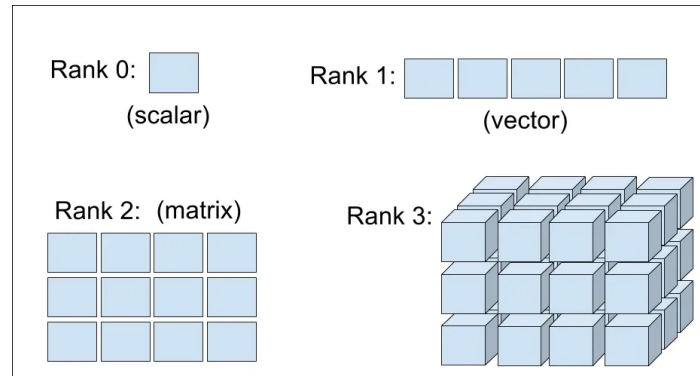 Rank 0:
(scalar)
Rank 1:
(vector)
Rank 2: (matrix)
Rank 3: